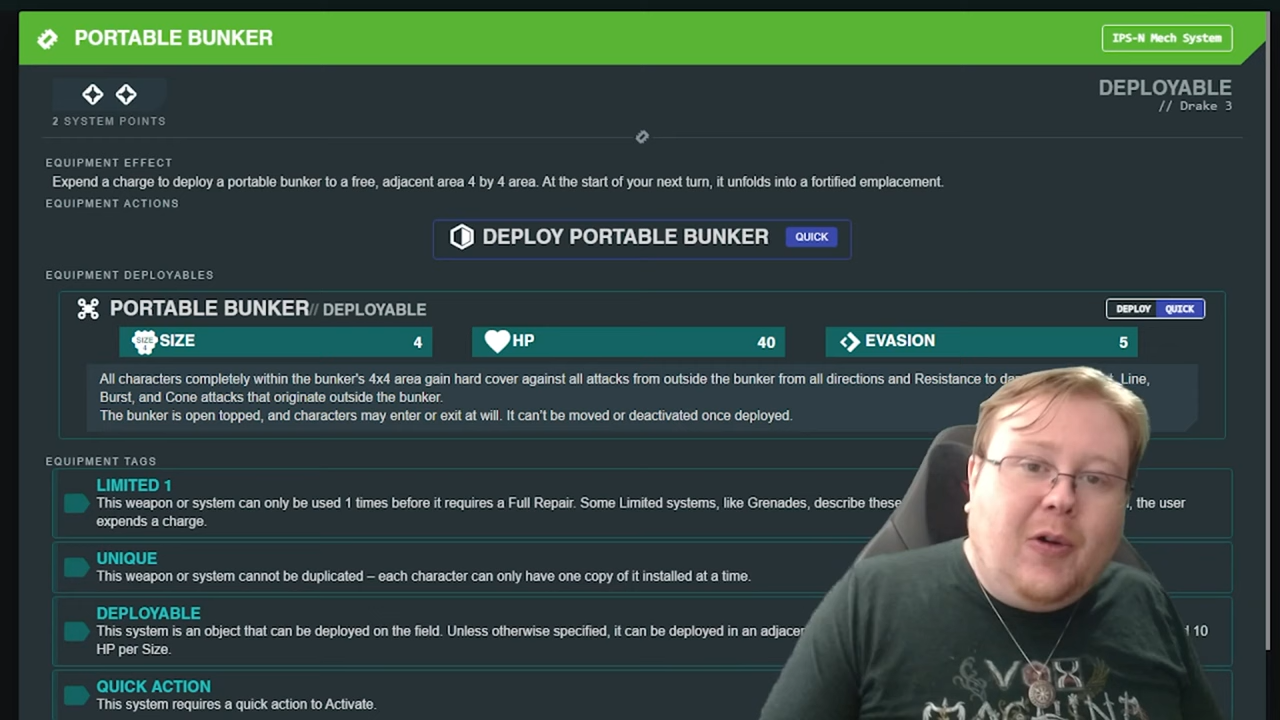 PORTABLE BUNKER
IPS-N Mech System
2 SYSTEM POINTS
DEPLOYABLE
// Drake 3
EQUIPMENT EFFECT
Expend a charge to deploy a portable bunker to a free, adjacent area 4 by 4 area. At the start of your next turn, it unfolds into a fortified emplacement.
EQUIPMENT ACTIONS
DEPLOY PORTABLE BUNKER QUICK
EQUIPMENT DEPLOYABLES
PORTABLE BUNKER// DEPLOYABLE
DEPLOY QUICK
SIZE 4 SIZE 4
HP 40
EVASION 5
All characters completely within the bunker's 4x4 area gain hard cover against all attacks from outside the bunker from all directions and Resistance to Line,
Burst, and Cone attacks that originate outside the bunker.
The bunker is open topped, and characters may enter or exit at will. It can't be moved or deactivated once deployed.
EQUIPMENT TAGS
LIMITED 1
This weapon or system can only be used 1 times before it requires a Full Repair. Some Limited systems, like Grenades, describe these the user
expends a charge.
UNIQUE
This weapon or system cannot be duplicated – each character can only have one copy of it installed at a time.
DEPLOYABLE
This system is an object that can be deployed on the field. Unless otherwise specified, it can be deployed in an 10
HP per Size.
QUICK ACTION
This system requires a quick action to Activate.
VOX
MACHINA